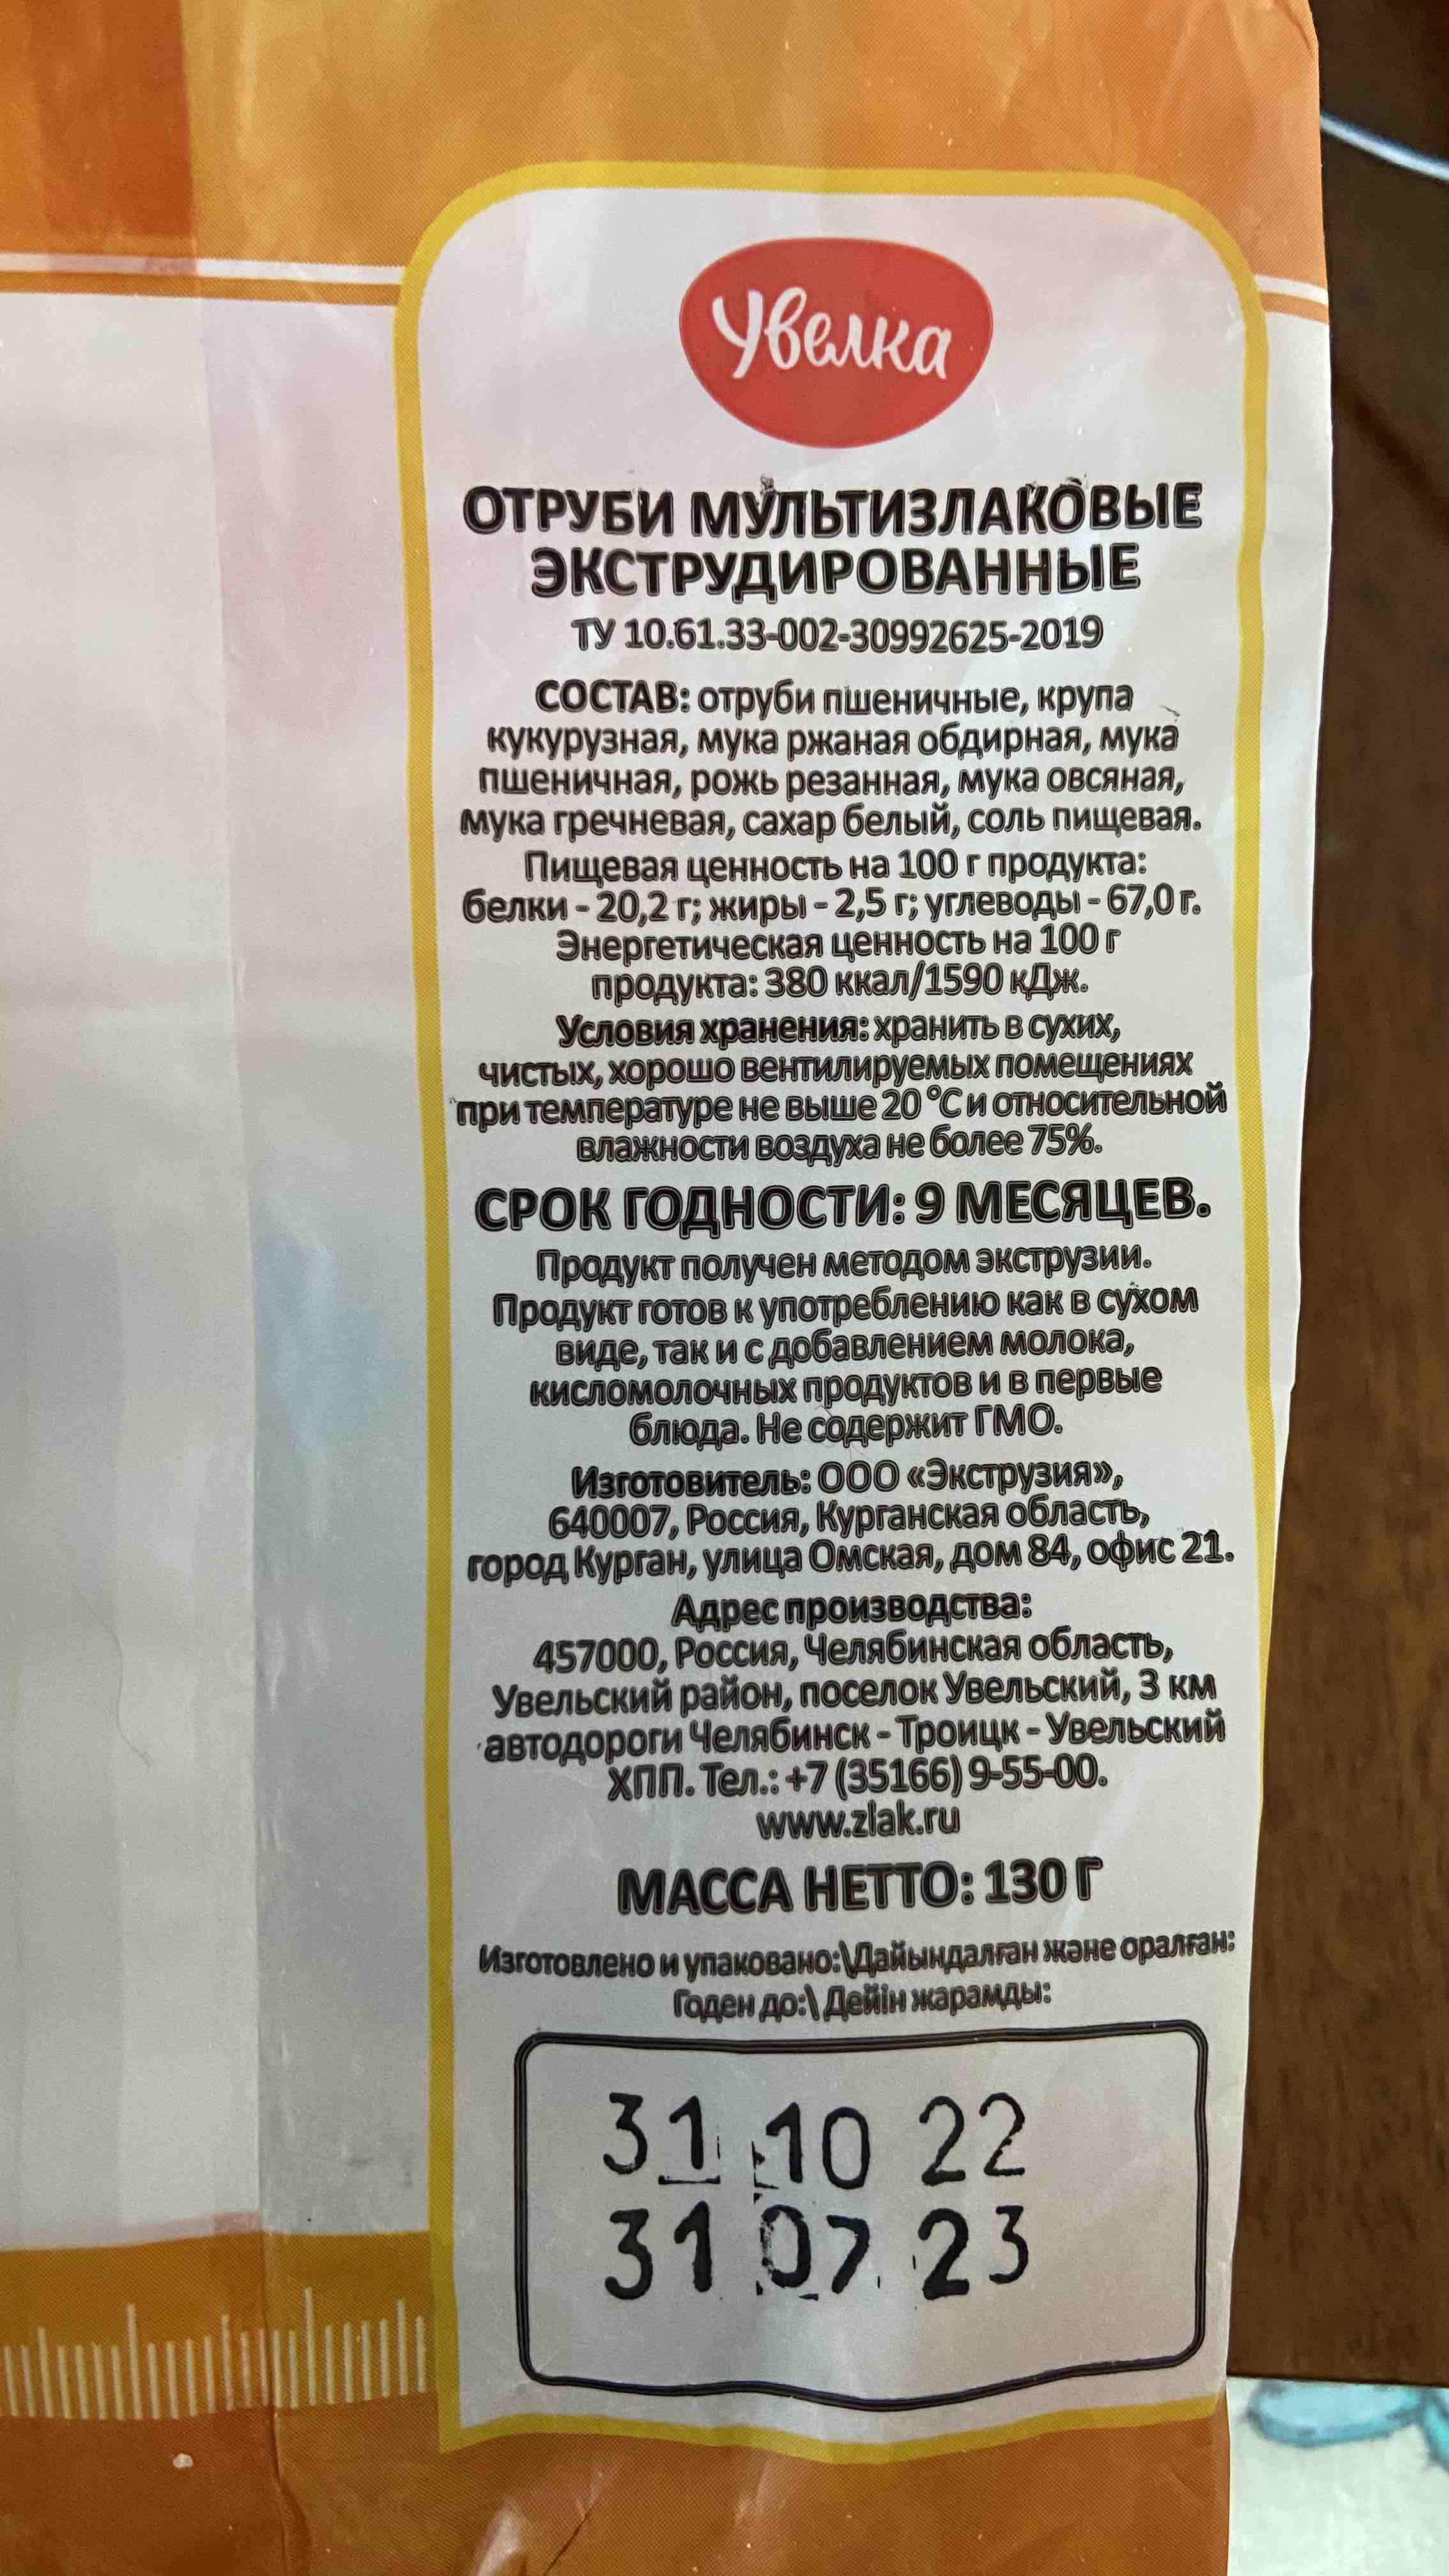 Увелка
ОТРУБИ МУЛЬТИЗЛАКОВЫЕ
ЭКСТРУДИРОВАННЫЕ
ТУ 10.61.33-002-30992625-2019
СОСТАВ: отруби пшеничные, крупа
кукурузная, мука ржаная обдирная, мука
пшеничная, рожь резанная, мука овсяная,
мука гречневая, сахар белый, соль пищевая.
Пищевая ценность на 100 г продукта:
белки - 20,2 г; жиры - 2,5 г; углеводы - 67,0 г.
Энергетическая ценность на 100 г
продукта: 380 ккал/1590 кДж.
Условия хранения: хранить в сухих,
чистых, хорошо вентилируемых помещениях
при температуре не выше 20 °С и относительной
влажности воздуха не более 75%.
СРОК ГОДНОСТИ: 9 МЕСЯЦЕВ.
Продукт получен методом экструзии.
Продукт готов к употреблению как в сухом
виде, так и с добавлением молока,
кисломолочных продуктов и в первые
блюда. Не содержит ГМО.
Изготовитель: ООО «Экструзия»,
640007, Россия, Курганская область,
город Курган, улица Омская, дом 84, офис 21.
Адрес производства:
457000, Россия, Челябинская область,
Увельский район, поселок Увельский, 3 км
автодороги Челябинск - Троицк - Увельский
ХПП. Тел.: +7 (35166) 9-55-00.
www.zlak.ru
МАССА НЕТТО: 130 Г
Изготовлено и упаковано:\Дайындалған және оралған:
Годен до:\ Дейін жарамды:
31 10 22
31 07 23